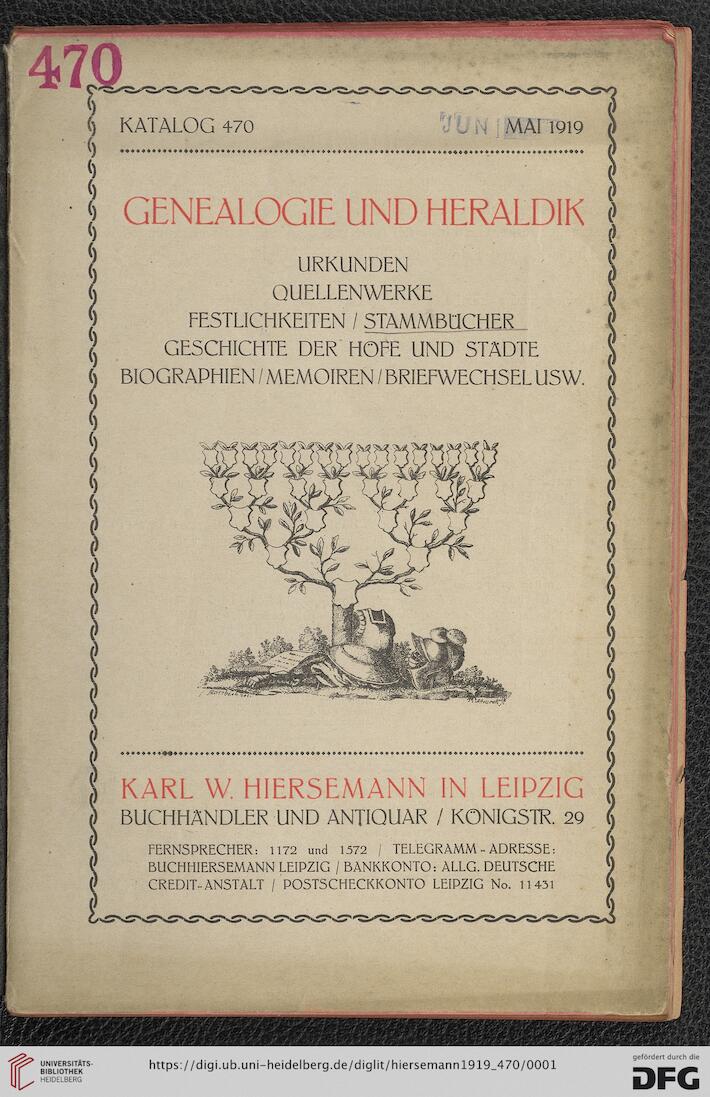 470
KATALOG 470 JUN MAI 1919
GENEALOGIE UND HERALDIK
URKUNDEN
QUELLENWERKE
FESTLICHKEITEN / STAMMBÜCHER
GESCHICHTE DER HÖFE UND STÄDTE
BIOGRAPHIEN / MEMOIREN / BRIEFWECHSEL USW.
KARL W. HIERSEMANN IN LEIPZIG
BUCHHÄNDLER UND ANTIQUAR / KÖNIGSTR. 29
FERNSPRECHER: 1172 und 1572 / TELEGRAMM-ADRESSE:
BUCHHIERSEMANN LEIPZIG / BANKKONTO: ALLG. DEUTSCHE
CREDIT-ANSTALT / POSTSCHECKKONTO LEIPZIG No. 11431
UNIVERSITÄTS-
BIBLIOTHEK
HEIDELBERG
https://digi.ub.uni-heidelberg.de/diglit/hiersemann1919_470/0001
gefördert durch die
DFG